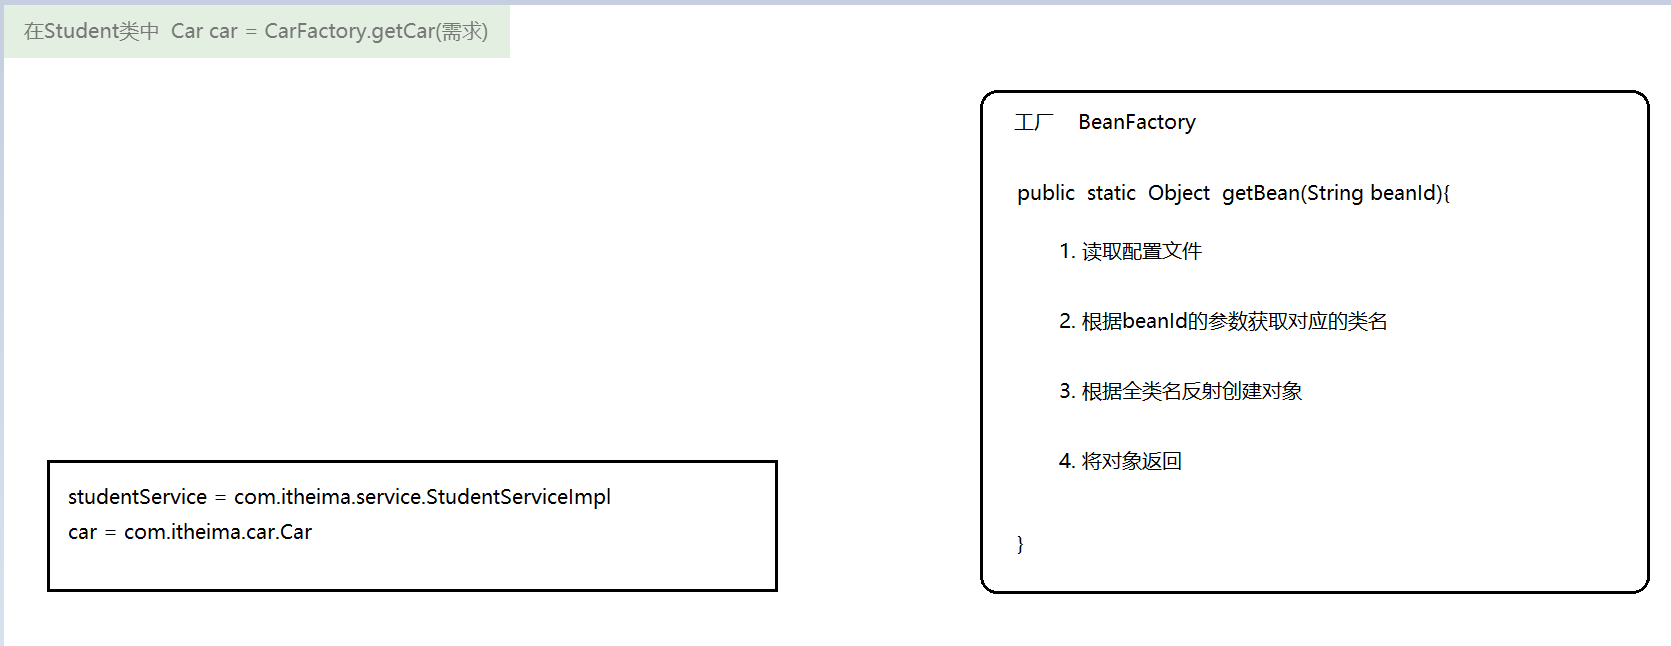 在Student类中 Car car = CarFactory.getCar(需求)
工厂 BeanFactory
public static Object getBean(String beanId){
1. 读取配置文件
2. 根据beanId的参数获取对应的类名
3. 根据全类名反射创建对象
4. 将对象返回
}
studentService = com.itheima.service.StudentServiceImpl
car = com.itheima.car.Car